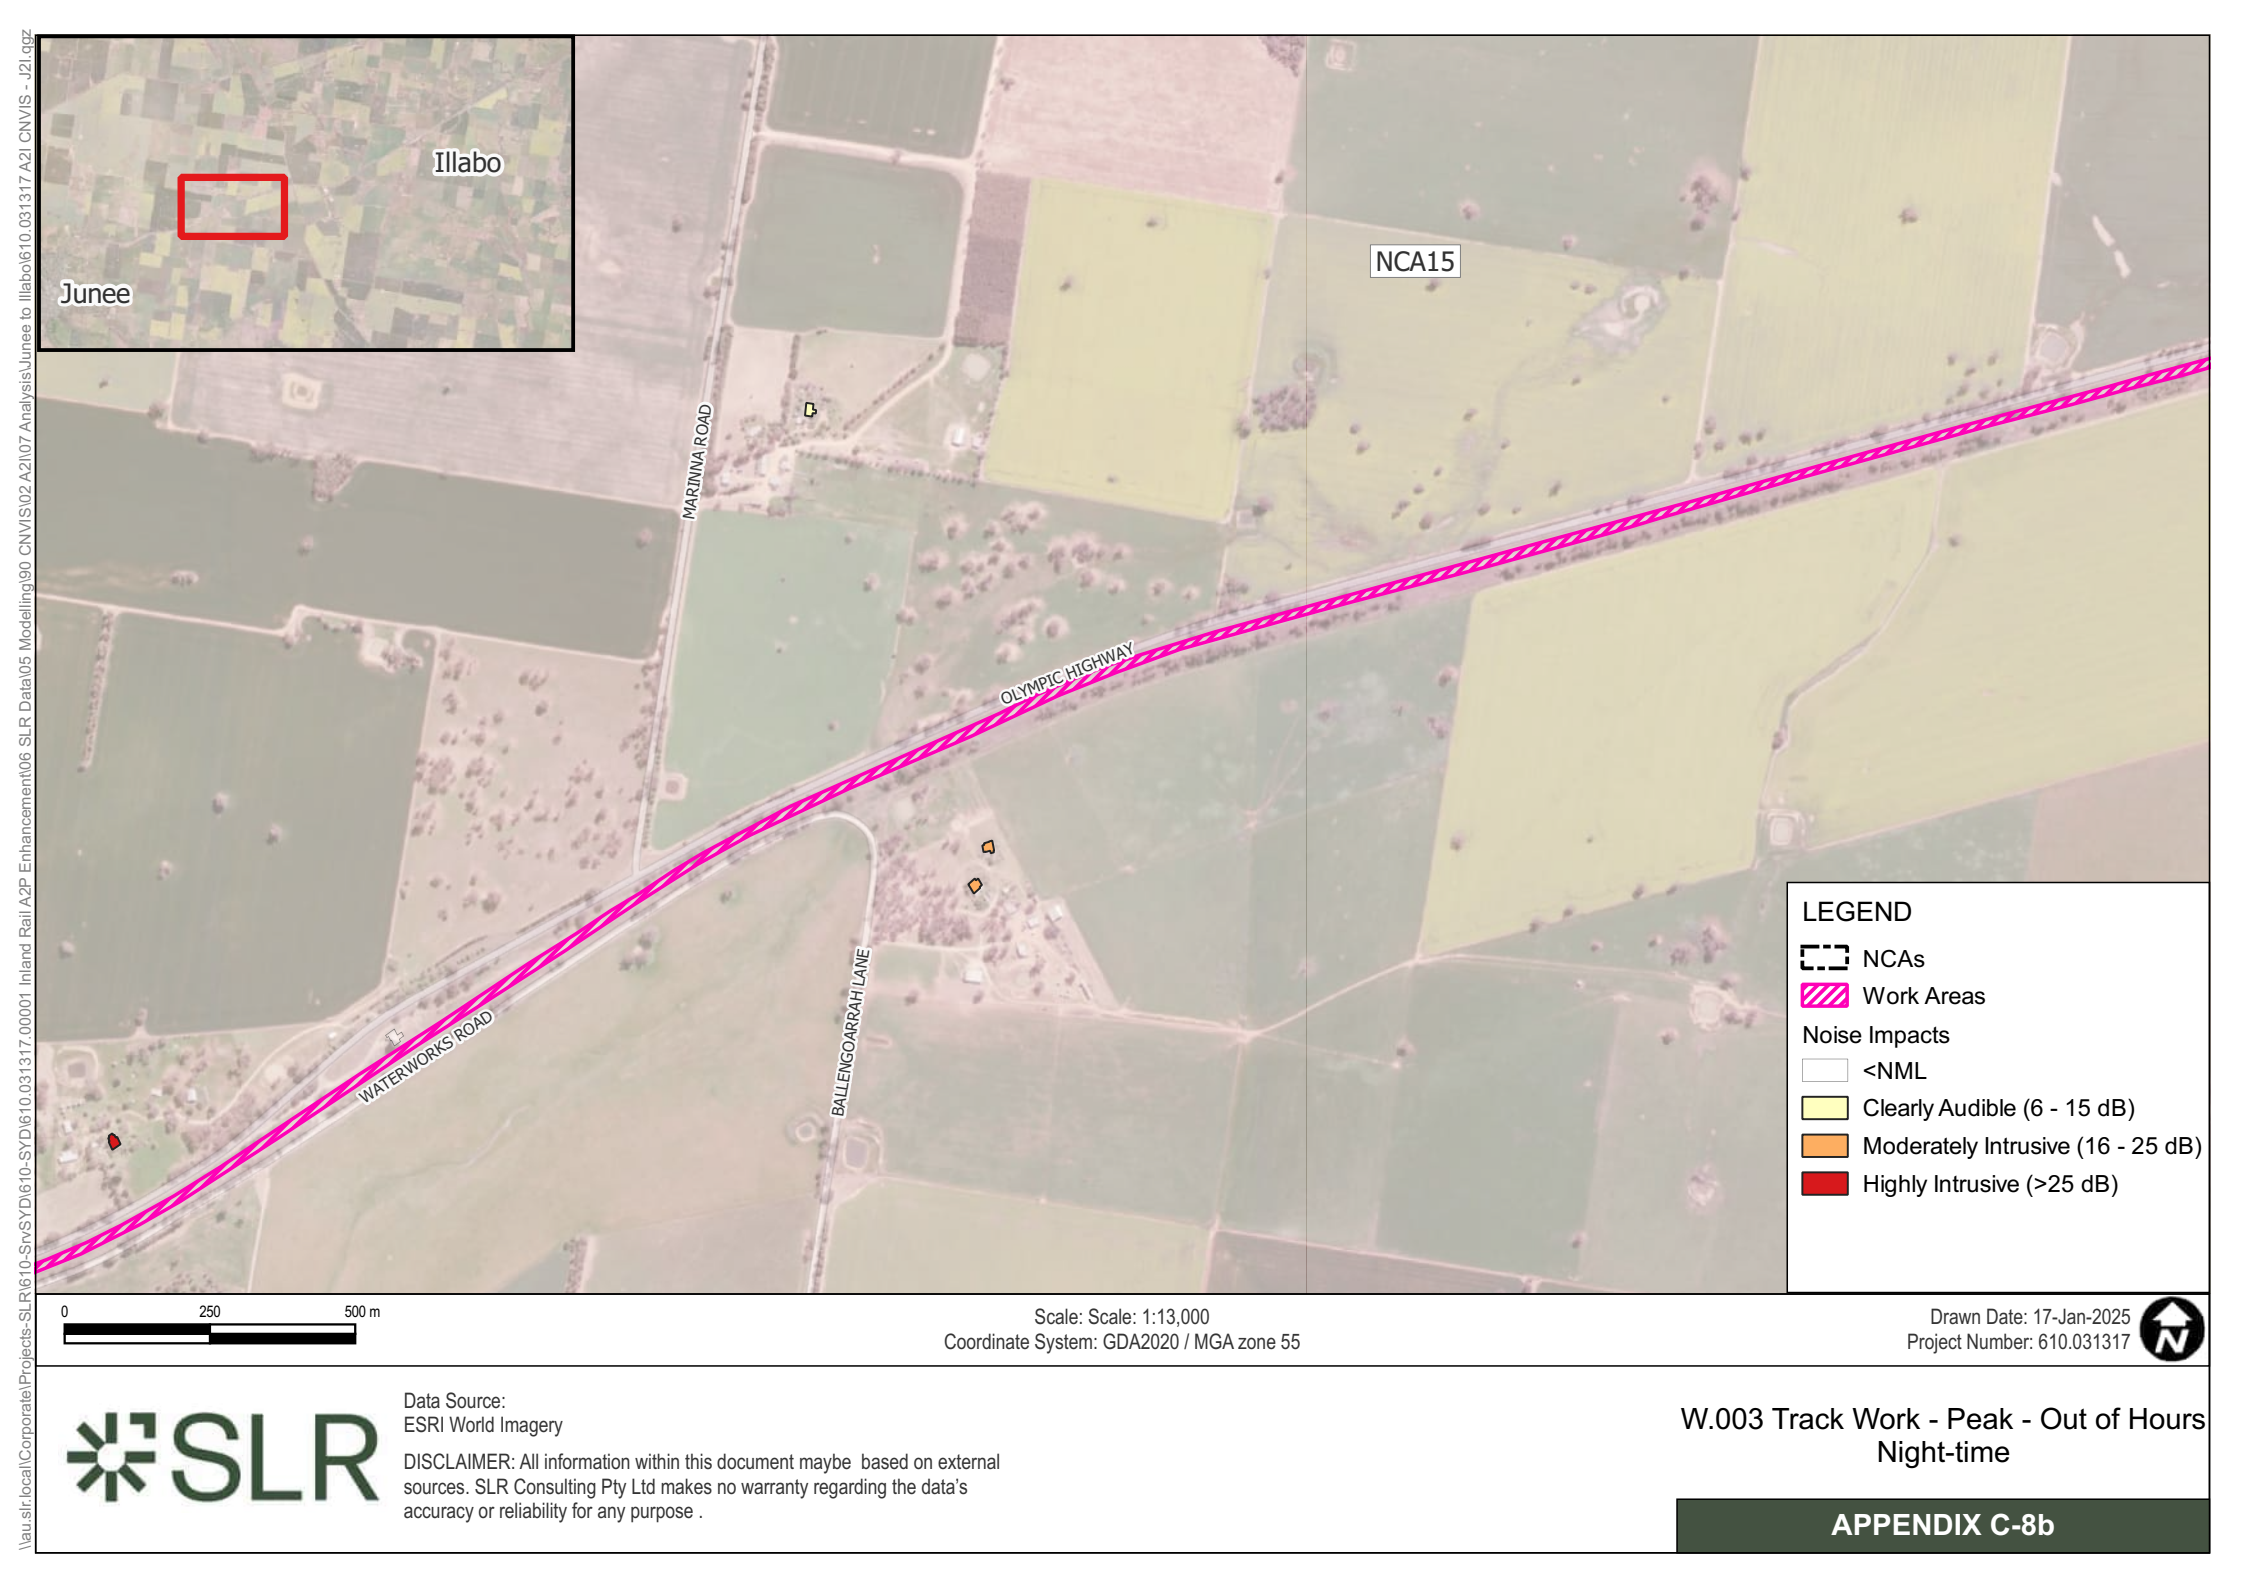 \\au.slr.local\Corporate\Projects-SLR\610-SrvSYD\610-SYD\610.031317.00001 Inland Rail A2P Enhancement\06 SLR Data\05 Modelling\90 CNVIS\02 A2I\07 Analysis\Junee to Illabo\610.031317 A2I CNVIS - J2I.qgz
Illabo
Junee
NCA15
MARINNA ROAD
OLYMPIC HIGHWAY
WATERWORKS ROAD
BALLENGOARRAH LANE
LEGEND
NCAs
Work Areas
Noise Impacts
<NML
Clearly Audible (6 - 15 dB)
Moderately Intrusive (16 - 25 dB)
Highly Intrusive (>25 dB)
0 250 500 m
Scale: Scale: 1:13,000
Coordinate System: GDA2020 / MGA zone 55
Drawn Date: 17-Jan-2025
Project Number: 610.031317
N
SLR
Data Source:
ESRI World Imagery
DISCLAIMER: All information within this document maybe  based on external
sources. SLR Consulting Pty Ltd makes no warranty regarding the data's
accuracy or reliability for any purpose .
W.003 Track Work - Peak - Out of Hours
Night-time
APPENDIX C-8b